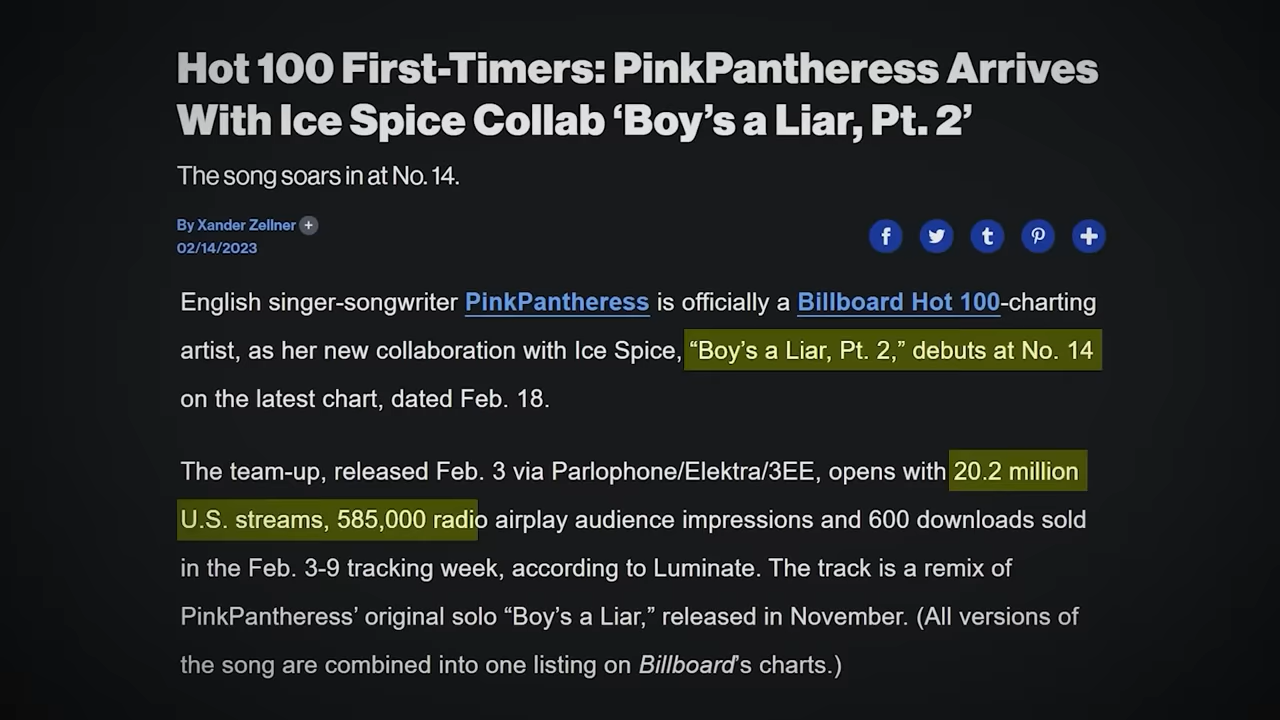 Hot 100 First-Timers: PinkPantheress Arrives
With Ice Spice Collab ‘Boy’s a Liar, Pt. 2’
The song soars in at No. 14.
By Xander Zellner +
02/14/2023
English singer-songwriter PinkPantheress is officially a Billboard Hot 100-charting
artist, as her new collaboration with Ice Spice, “Boy’s a Liar, Pt. 2,” debuts at No. 14
on the latest chart, dated Feb. 18.
The team-up, released Feb. 3 via Parlophone/Elektra/3EE, opens with 20.2 million
U.S. streams, 585,000 radio airplay audience impressions and 600 downloads sold
in the Feb. 3-9 tracking week, according to Luminate. The track is a remix of
PinkPantheress’ original solo “Boy’s a Liar,” released in November. (All versions of
the song are combined into one listing on Billboard’s charts.)